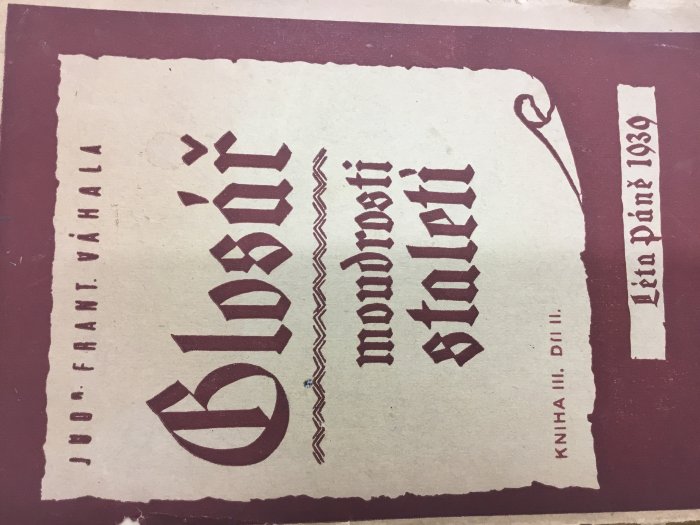 JUDR. FRANT. VÁHALA
Glosář
moudrosti
staletí
KNIHA III. DÍL II.
Léta Páně 1939